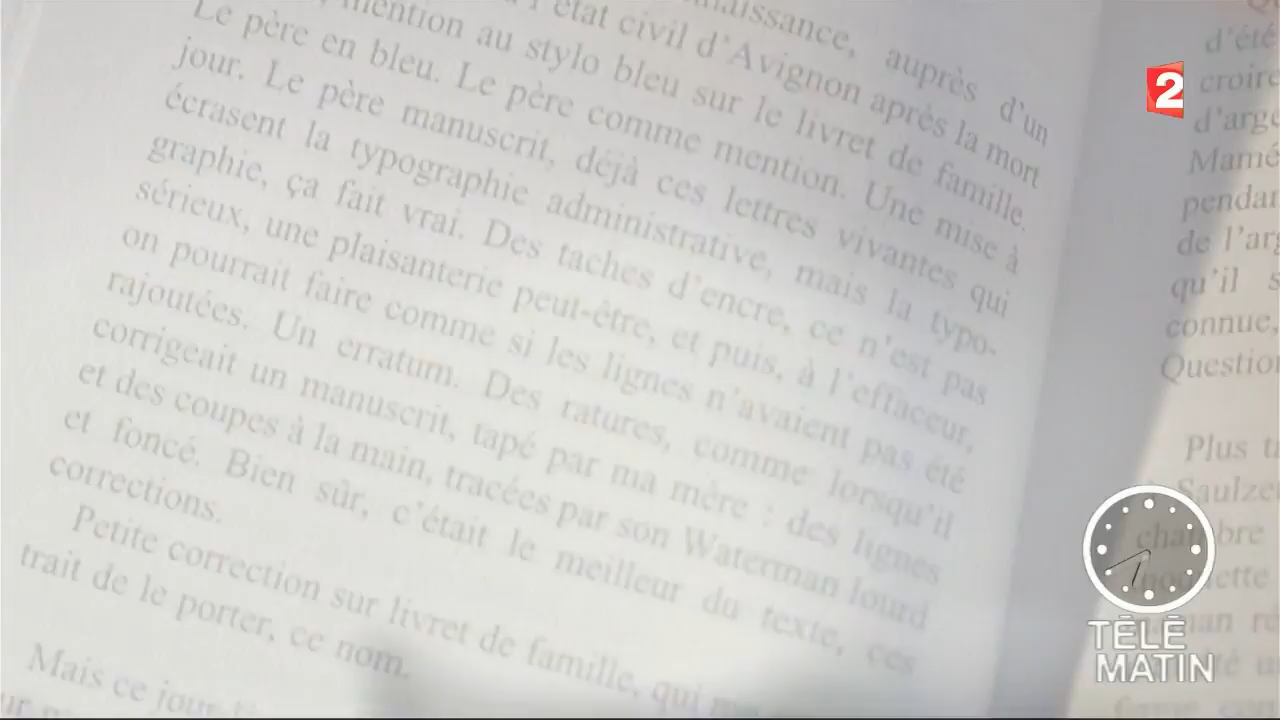 naissance, auprès d'un
l'état civil d'Avignon après la mort
mention au stylo bleu sur le livret de famille.
Le père en bleu. Le père comme mention. Une mise à
jour. Le père manuscrit, déjà ces lettres vivantes qui
écrasent la typographie administrative, mais la typo-
graphie, ça fait vrai. Des taches d'encre, ce n'est pas
sérieux, une plaisanterie peut-être, et puis, à l'effaceur,
on pourrait faire comme si les lignes n'avaient pas été
rajoutées. Un erratum. Des ratures, comme lorsqu'il
corrigeait un manuscrit, tapé par ma mère : des lignes
et des coupes à la main, tracées par son Waterman lourd
et foncé. Bien sûr, c'était le meilleur du texte, ces
corrections.
Petite correction sur livret de famille, qui
trait de le porter, ce nom.
Mais ce jour
d'été
croire
d'arge
Mamé
pendan
de l'arg
qu'il s
connue,
Questio
Plus t
Saulze
chambre
2
TÉLÉ
MATIN